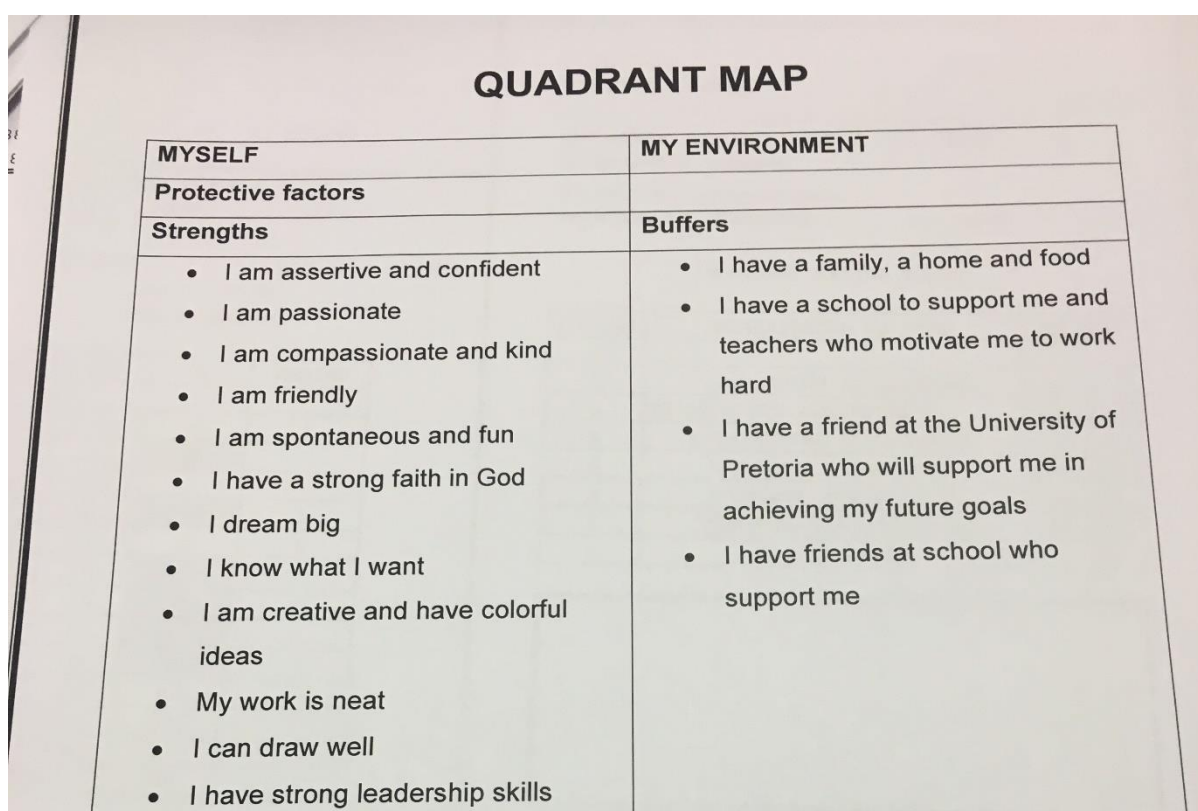 QUADRANT MAP
MYSELF
MY ENVIRONMENT
Protective factors
Strengths
Buffers
• I am assertive and confident
• I am passionate
• I am compassionate and kind
• I am friendly
• I am spontaneous and fun
• I have a strong faith in God
• I dream big
• I know what I want
• I am creative and have colorful
ideas
• My work is neat
• I can draw well
• I have strong leadership skills
• I have a family, a home and food
• I have a school to support me and
teachers who motivate me to work
hard
• I have a friend at the University of
Pretoria who will support me in
achieving my future goals
• I have friends at school who
support me